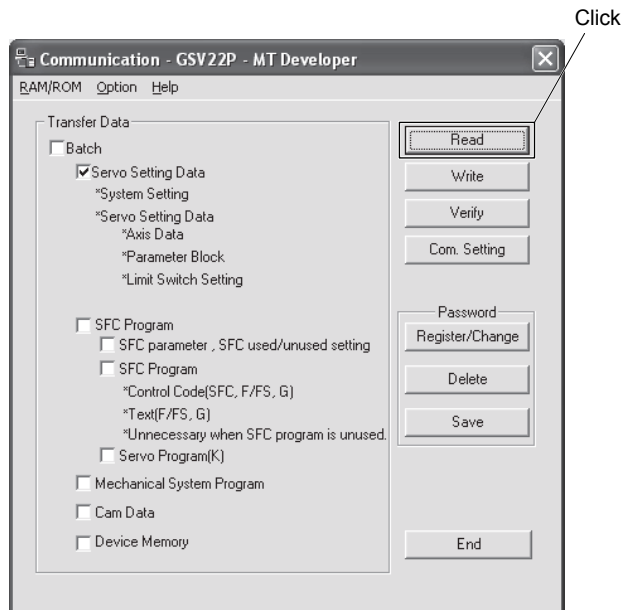 Click
Communication - GSV22P - MT Developer
RAM/ROM Option Help
Transfer Data
Batch
Servo Setting Data
*System Setting
*Servo Setting Data
*Axis Data
*Parameter Block
*Limit Switch Setting
SFC Program
SFC parameter , SFC used/unused setting
SFC Program
*Control Code(SFC, F/FS, G)
*Text(F/FS, G)
*Unnecessary when SFC program is unused.
Servo Program(K)
Mechanical System Program
Cam Data
Device Memory
Read
Write
Verify
Com. Setting
Password
Register/Change
Delete
Save
End